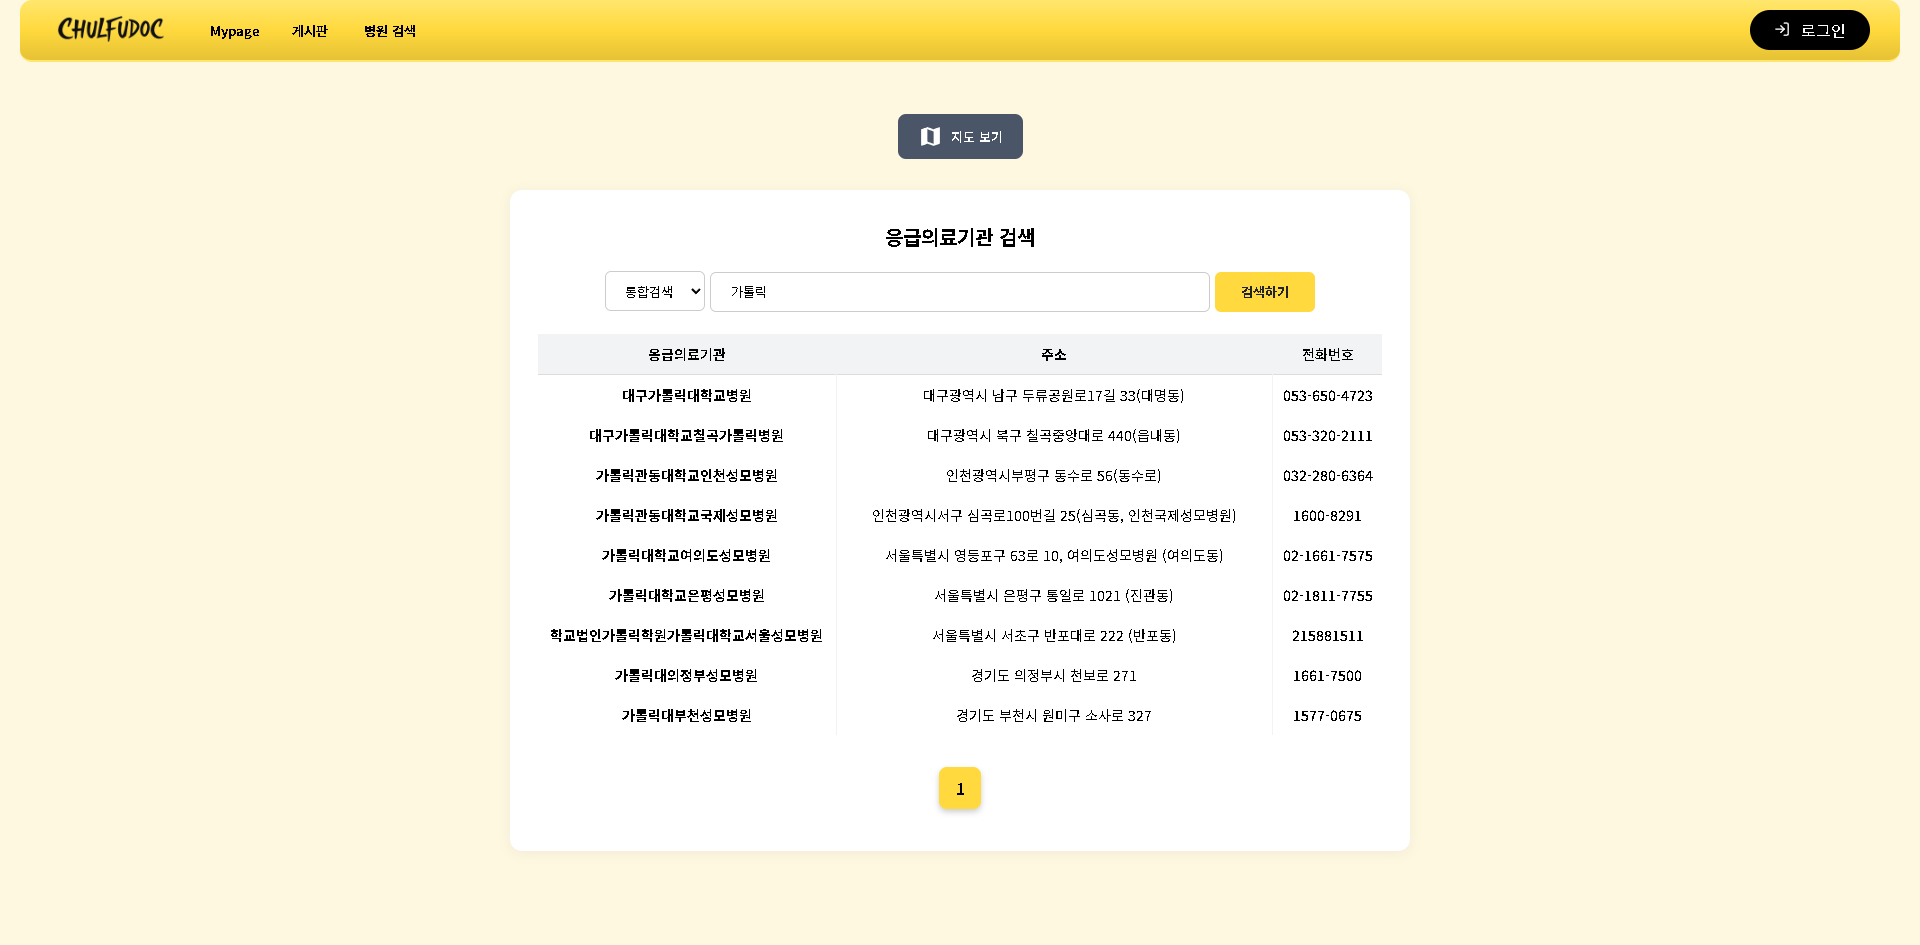 CHULFUDOC Mypage 게시판 병원 검색 로그인
지도 보기
응급의료기관 검색
통합검색 가톨릭 검색하기
응급의료기관 주소 전화번호
대구가톨릭대학교병원 대구광역시 남구 두류공원로17길 33(대명동) 053-650-4723
대구가톨릭대학교칠곡가톨릭병원 대구광역시 북구 칠곡중앙대로 440(읍내동) 053-320-2111
가톨릭관동대학교인천성모병원 인천광역시부평구 동수로 56(동수로) 032-280-6364
가톨릭관동대학교국제성모병원 인천광역시서구 심곡로100번길 25(심곡동, 인천국제성모병원) 1600-8291
가톨릭대학교여의도성모병원 서울특별시 영등포구 63로 10, 여의도성모병원 (여의도동) 02-1661-7575
가톨릭대학교은평성모병원 서울특별시 은평구 통일로 1021 (진관동) 02-1811-7755
학교법인가톨릭학원가톨릭대학교서울성모병원 서울특별시 서초구 반포대로 222 (반포동) 215881511
가톨릭대의정부성모병원 경기도 의정부시 천보로 271 1661-7500
가톨릭대부천성모병원 경기도 부천시 원미구 소사로 327 1577-0675
1